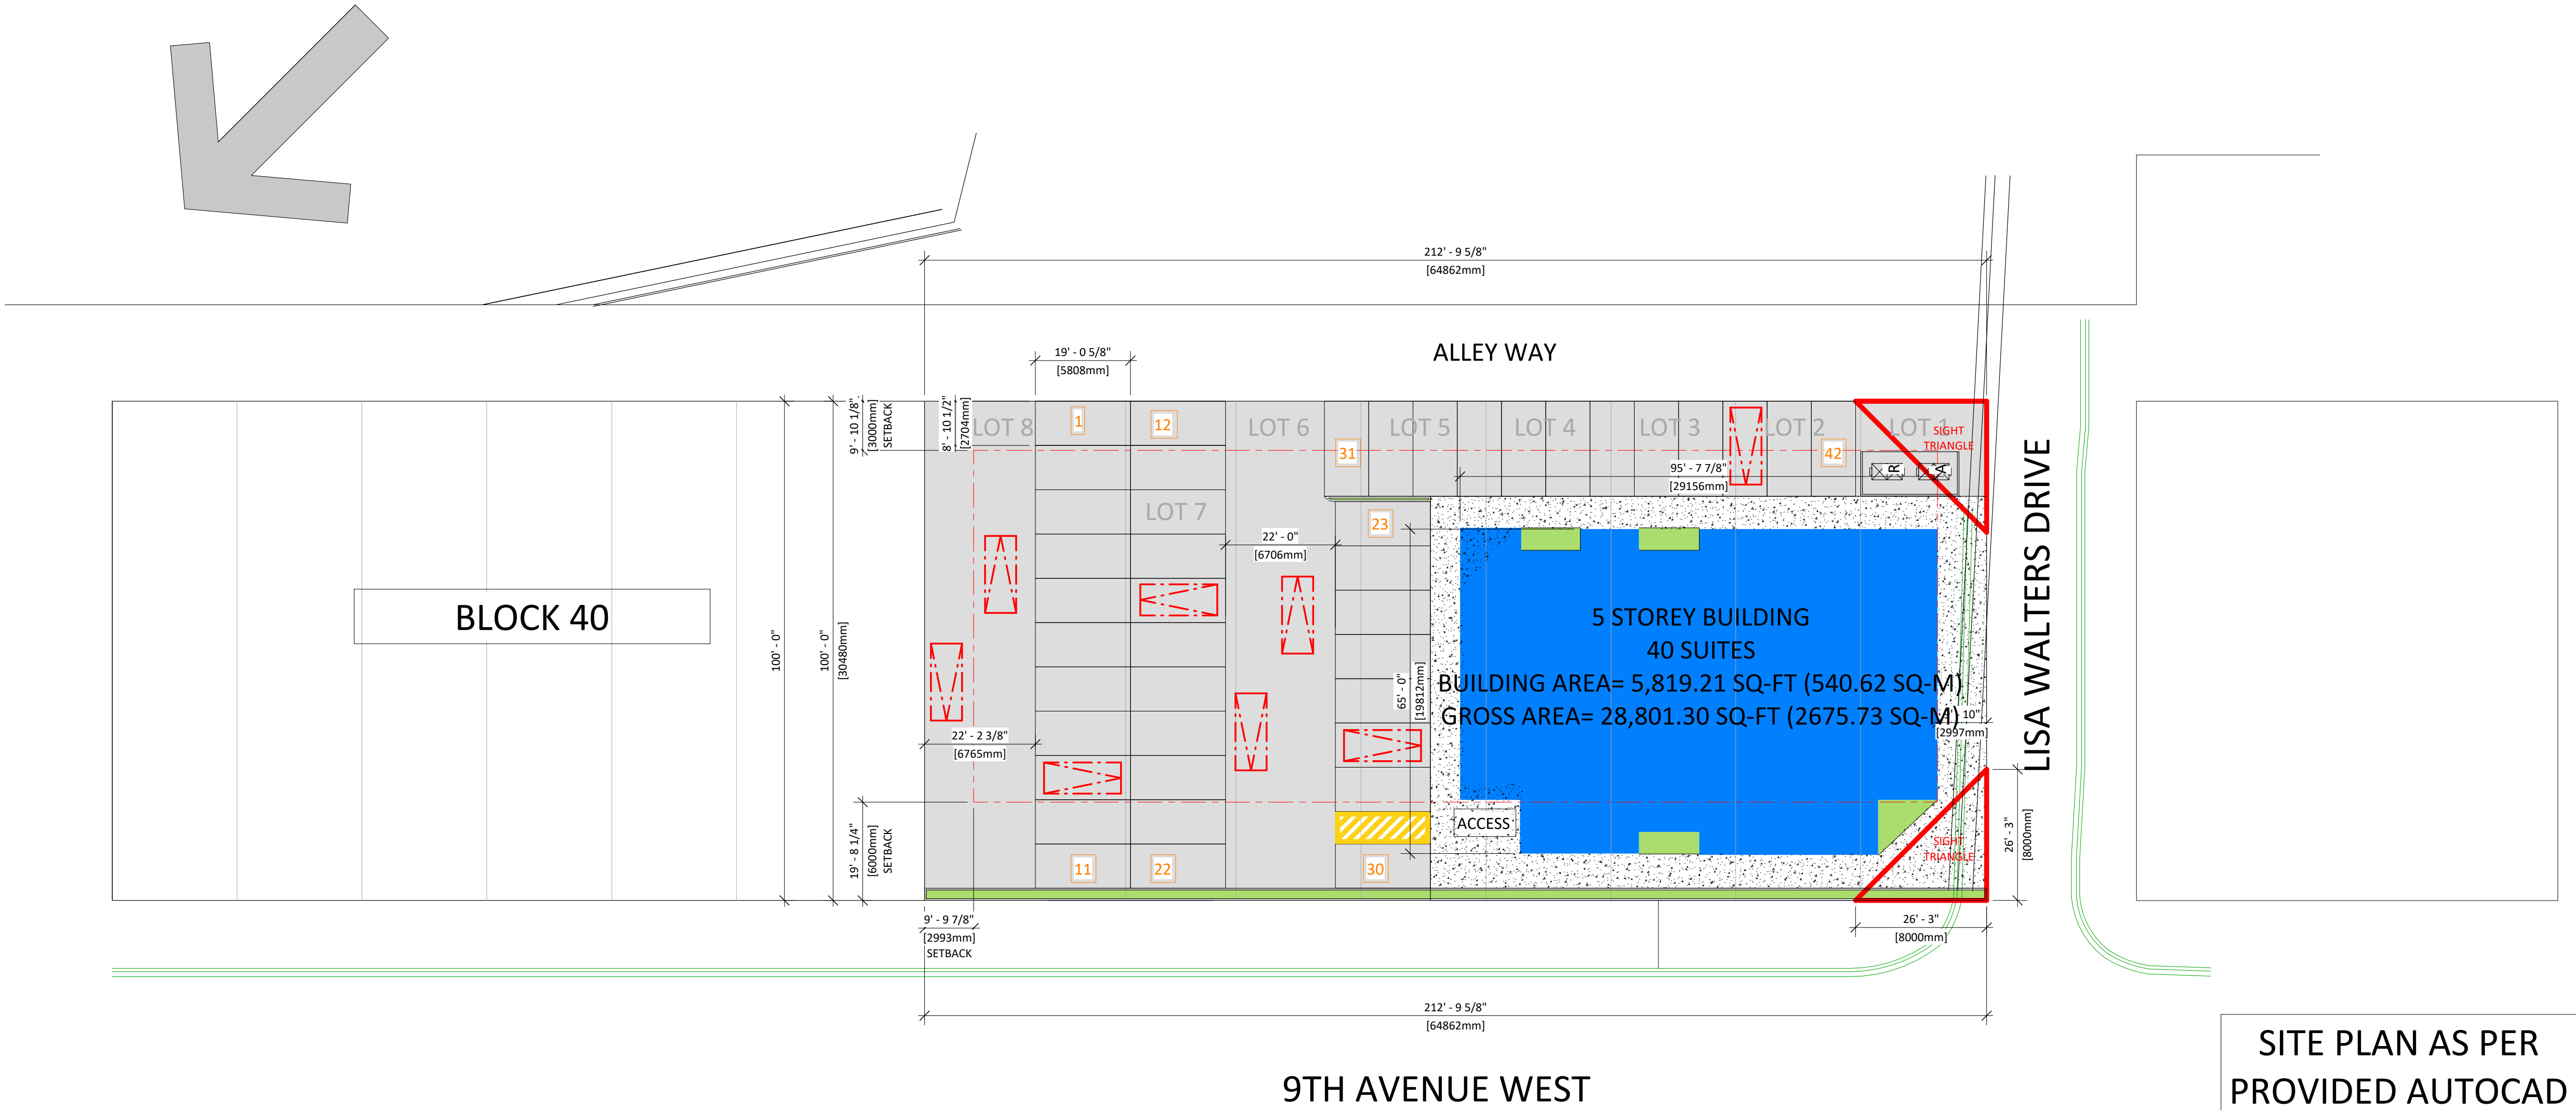 212' - 9 5/8"
[64862mm]
ALLEY WAY
19' - 0 5/8"
[5808mm]
9' - 10 1/8"
[3000mm]
SETBACK
8' - 10 1/2"
[2704mm]
LOT 8
1
12
LOT 6
31
LOT 5
LOT 4
LOT 3
LOT 2
42
LOT 1
SIGHT
TRIANGLE
95' - 7 7/8"
[29156mm]
R
A
LOT 7
23
22' - 0"
[6706mm]
LISA WALTERS DRIVE
BLOCK 40
100' - 0"
100' - 0"
[30480mm]
5 STOREY BUILDING
40 SUITES
BUILDING AREA= 5,819.21 SQ-FT (540.62 SQ-M)
GROSS AREA= 28,801.30 SQ-FT (2675.73 SQ-M)
65' - 0"
[19812mm]
10"
[2997mm]
22' - 2 3/8"
[6765mm]
19' - 8 1/4"
[6000mm]
SETBACK
ACCESS
SIGHT
TRIANGLE
26' - 3"
[8000mm]
11
22
30
9' - 9 7/8"
[2993mm]
SETBACK
26' - 3"
[8000mm]
212' - 9 5/8"
[64862mm]
9TH AVENUE WEST
SITE PLAN AS PER
PROVIDED AUTOCAD